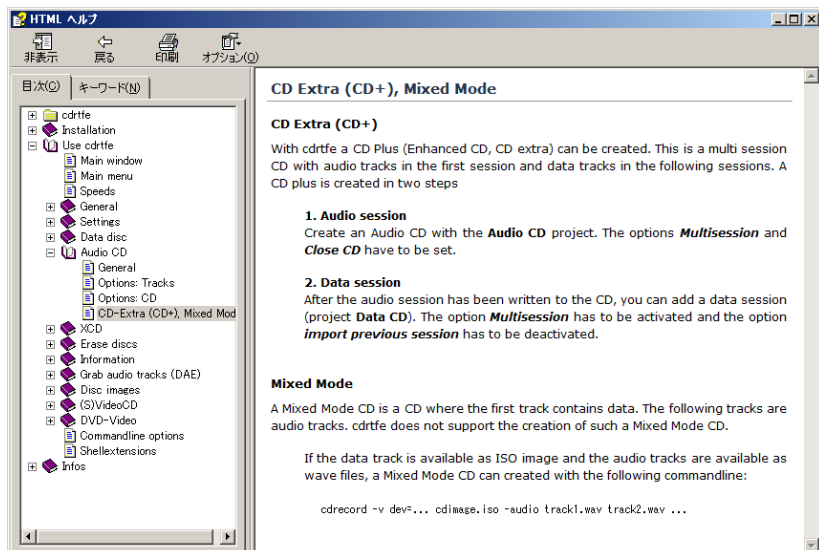 HTML ヘルプ
非表示
戻る
印刷
オプション(O)
目次(C)
キーワード(N)
cdrtfe
Installation
Use cdrtfe
Main window
Main menu
Speeds
General
Settings
Data disc
Audio CD
General
Options: Tracks
Options: CD
CD-Extra (CD+), Mixed Mod
XCD
Erase discs
Information
Grab audio tracks (DAE)
Disc images
(S)VideoCD
DVD-Video
Commandline options
Shellextensions
Infos
CD Extra (CD+), Mixed Mode
CD Extra (CD+)
With cdrtfe a CD Plus (Enhanced CD, CD extra) can be created. This is a multi session
CD with audio tracks in the first session and data tracks in the following sessions. A
CD plus is created in two steps
1. Audio session
Create an Audio CD with the Audio CD project. The options Multisession and
Close CD have to be set.
2. Data session
After the audio session has been written to the CD, you can add a data session
(project Data CD). The option Multisession has to be activated and the option
import previous session has to be deactivated.
Mixed Mode
A Mixed Mode CD is a CD where the first track contains data. The following tracks are
audio tracks. cdrtfe does not support the creation of such a Mixed Mode CD.
If the data track is available as ISO image and the audio tracks are available as
wave files, a Mixed Mode CD can created with the following commandline:
cdrecord -v dev=... cdimage.iso -audio track1.wav track2.wav ...